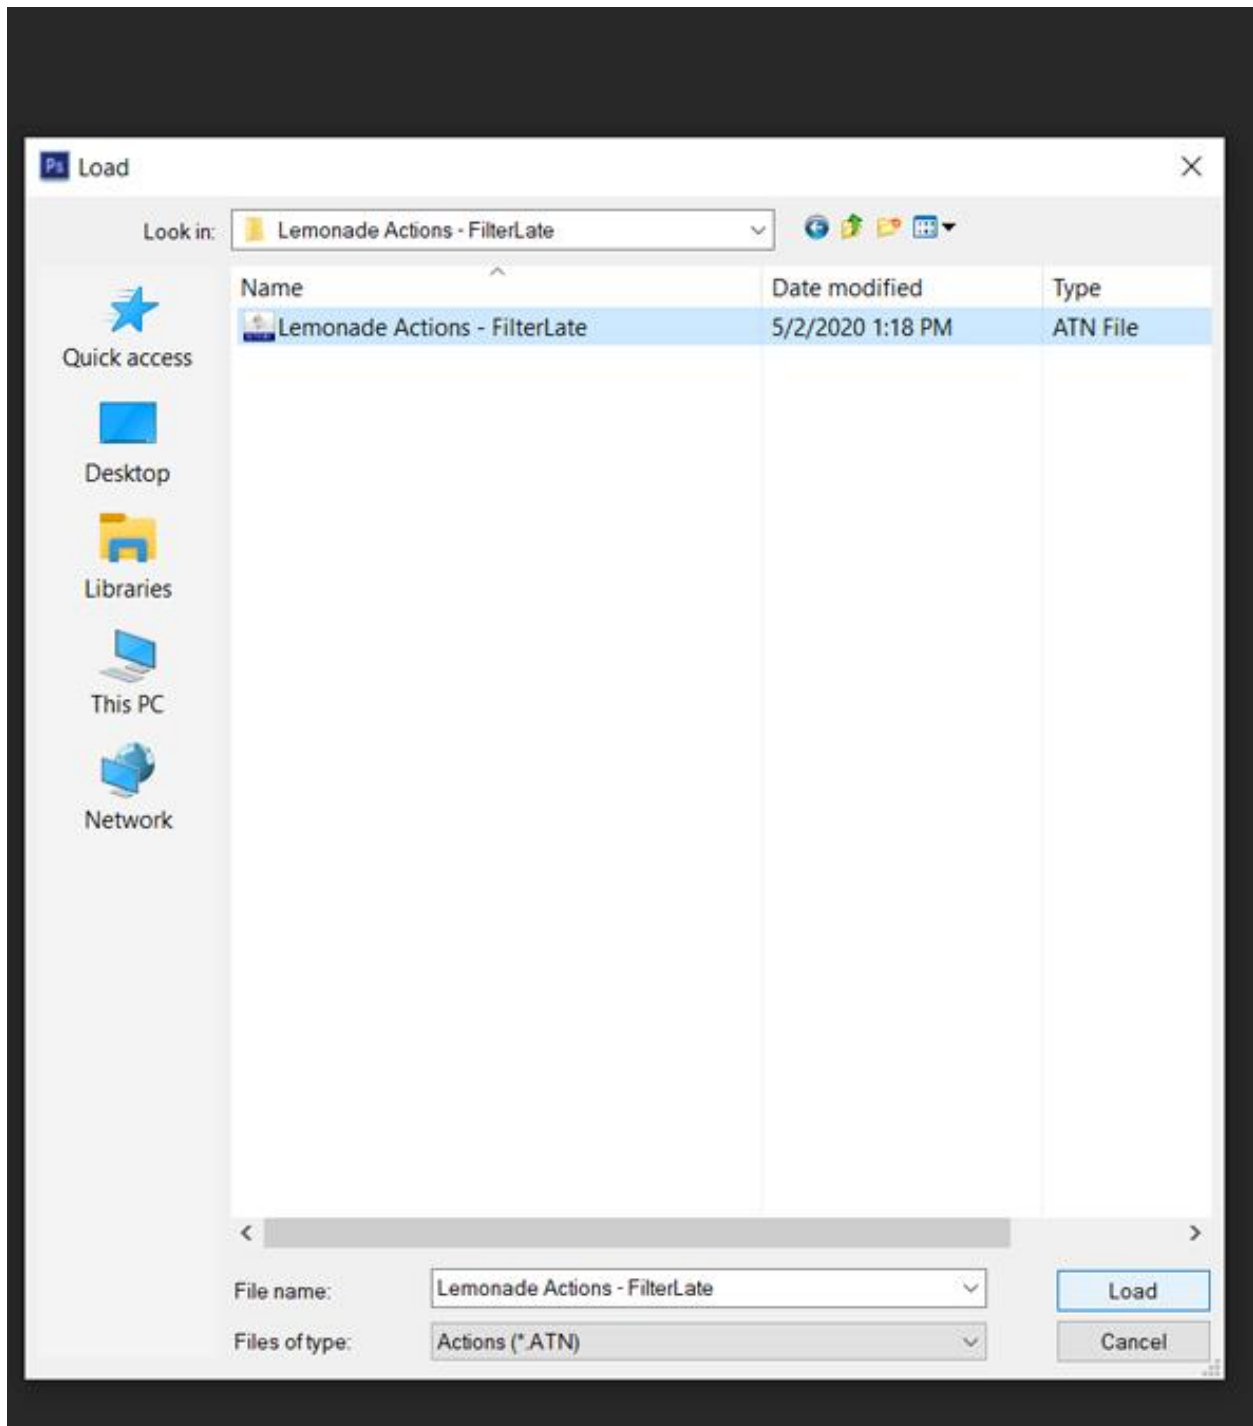 Ps Load
Look in: Lemonade Actions - FilterLate
Name Date modified Type
Lemonade Actions - FilterLate 5/2/2020 1:18 PM ATN File
Quick access
Desktop
Libraries
This PC
Network
File name: Lemonade Actions - FilterLate Load
Files of type: Actions (*.ATN) Cancel